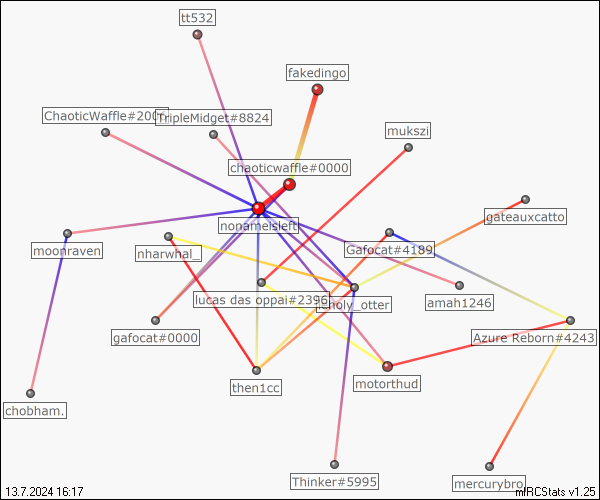 tt532
fakedingo
ChaoticWaffle#200
TripleMidget#8824
mukszi
chaoticwaffle#0000
gateauxcatto
nonameisleft
moonraven
nharwhal_
Gafocat#4189
lucas das oppai#2396
holy_otter
amah1246
gafocat#0000
Azure Reborn#4243
then1cc
motorthud
chobham.
Thinker#5995
mercurybro
13.7.2024 16:17
mIRCStats v1.25